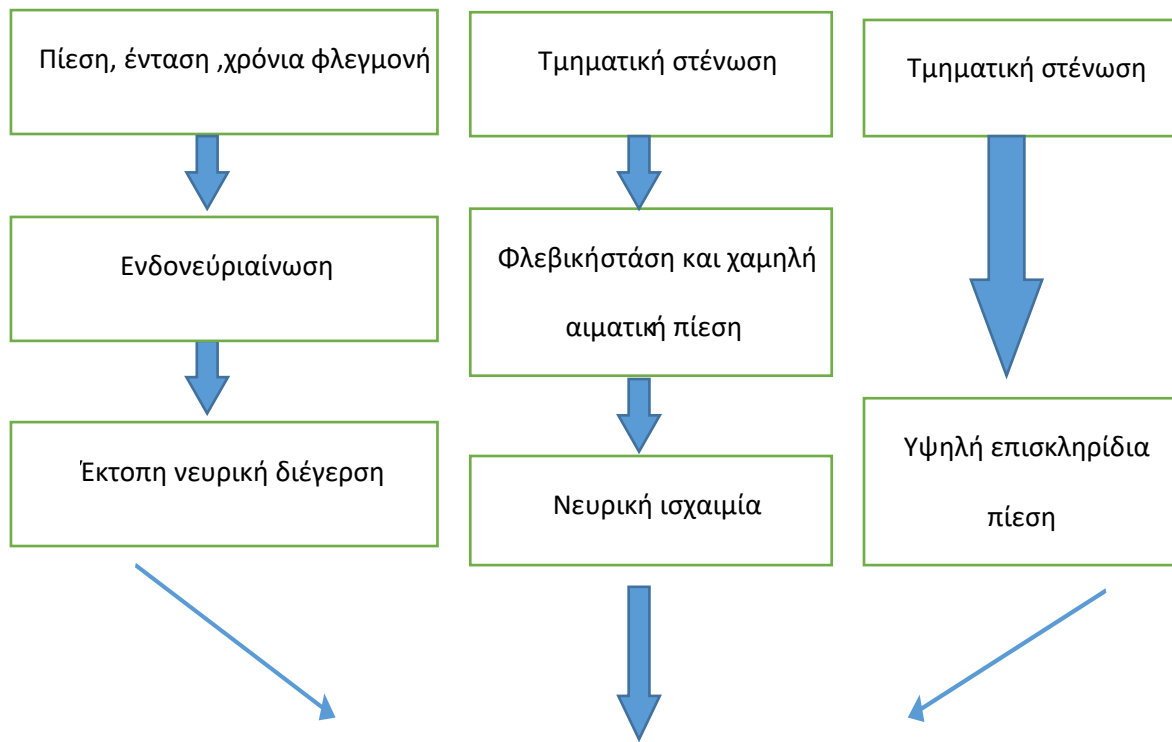 Πίεση, ένταση ,χρόνια φλεγμονή
Ενδονεύριαίνωση
Έκτοπη νευρική διέγερση
Τμηματική στένωση
Φλεβικήστάση και χαμηλή
αιματική πίεση
Νευρική ισχαιμία
Τμηματική στένωση
Υψηλή επισκληρίδια
πίεση